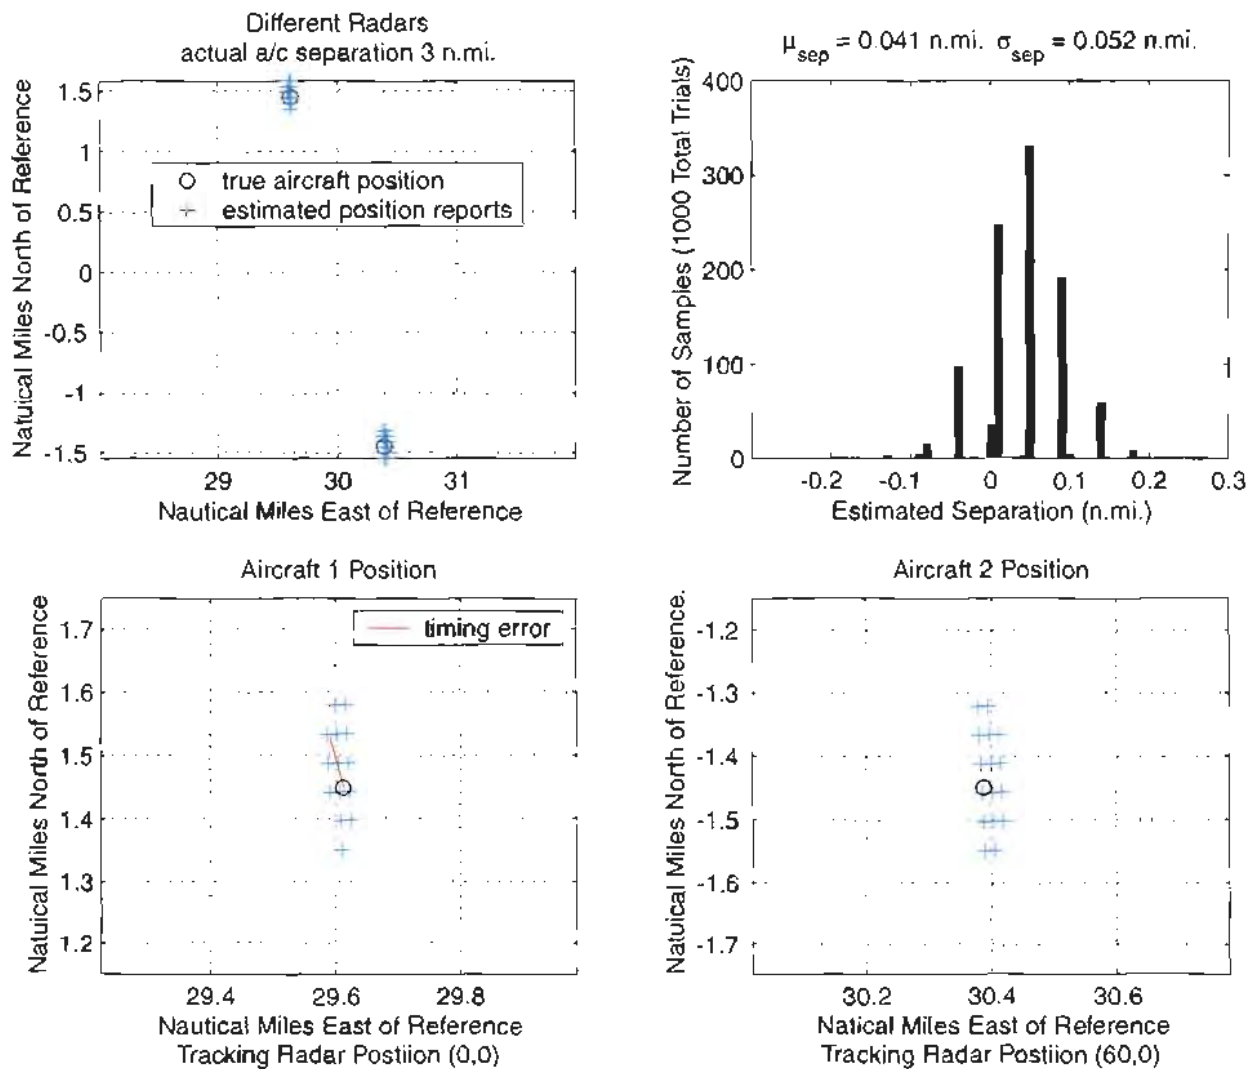 Different Radars
actual a/c separation 3 n.mi.
Natuical Miles North of Reference
1.5
1
0.5
0
-0.5
-1
-1.5
true aircraft position
estimated position reports
29
30
31
Nautical Miles East of Reference
μsep = 0.041 n.mi. σsep = 0.052 n.mi.
Number of Samples (1000 Total Trials)
400
300
200
100
0
-0.2
-0.1
0
0.1
0.2
0.3
Estimated Separation (n.mi.)
Aircraft 1 Position
Natuical Miles North of Reference
1.7
1.6
1.5
1.4
1.3
1.2
timing error
29.4
29.6
29.8
Nautical Miles East of Reference
Tracking Radar Postiion (0,0)
Aircraft 2 Position
Natuical Miles North of Reference.
-1.2
-1.3
-1.4
-1.5
-1.6
-1.7
30.2
30.4
30.6
Natical Miles East of Reference
Tracking Radar Postiion (60,0)